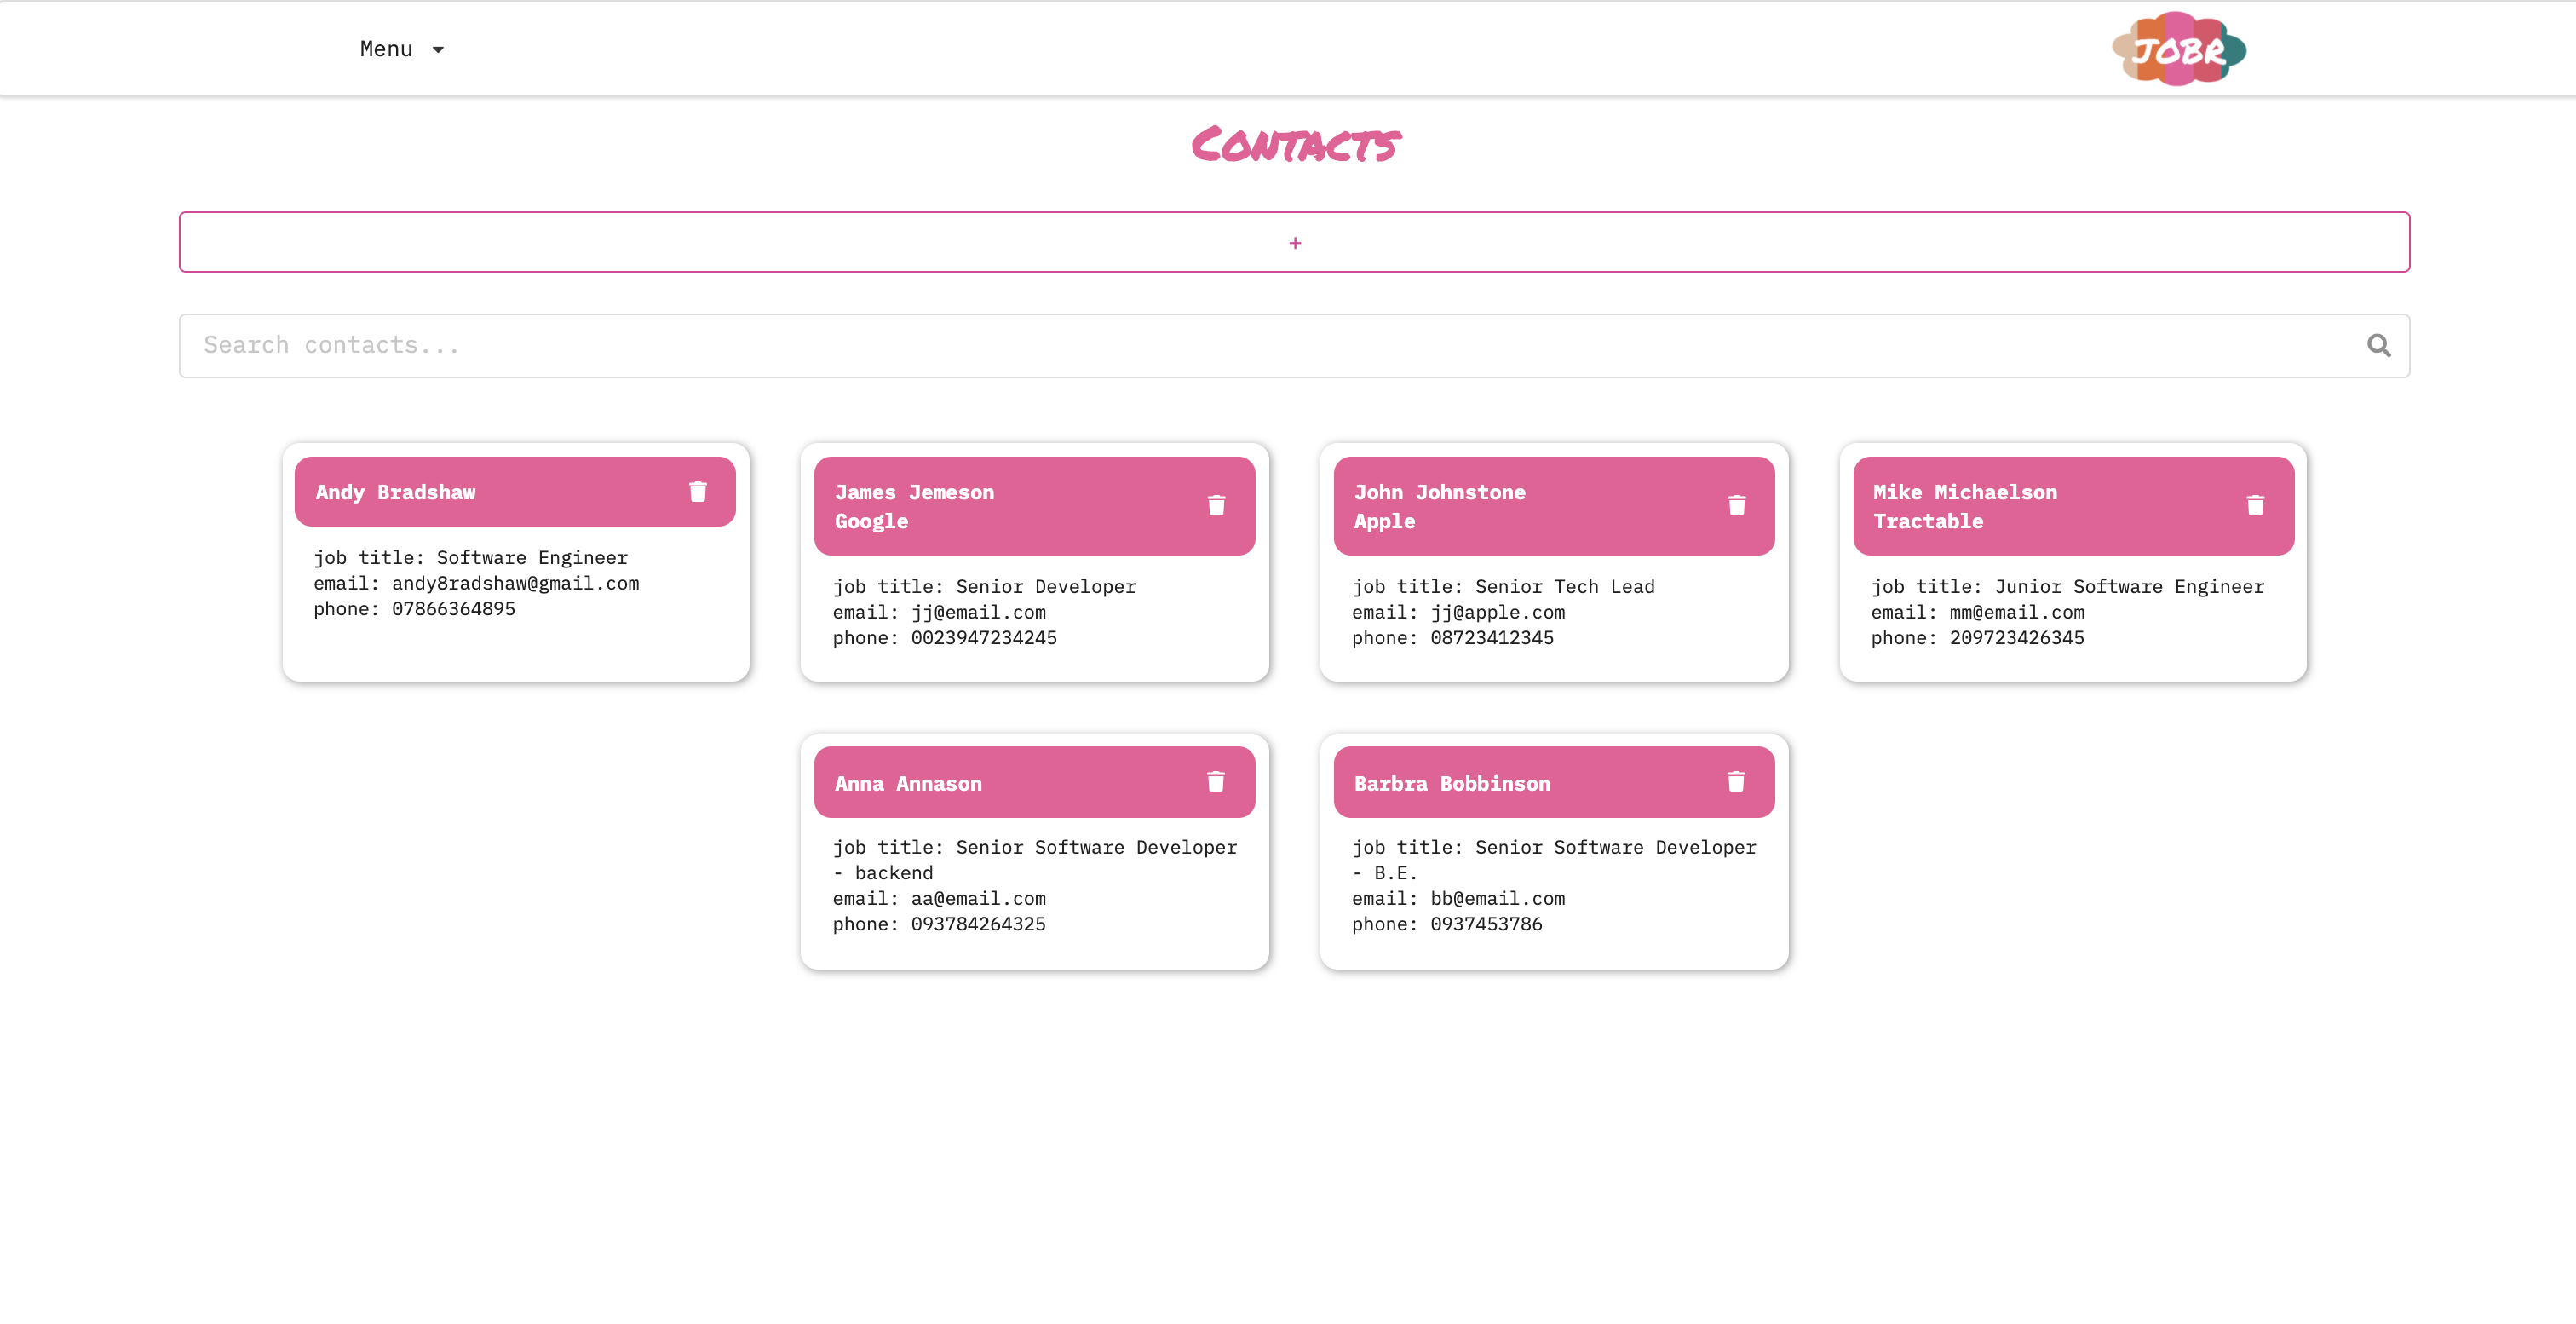 Menu
JOBR
Contacts
+
Search contacts...
Andy Bradshaw
job title: Software Engineer
email: andy8radshaw@gmail.com
phone: 07866364895
James Jemeson
Google
job title: Senior Developer
email: jj@email.com
phone: 0023947234245
John Johnstone
Apple
job title: Senior Tech Lead
email: jj@apple.com
phone: 08723412345
Mike Michaelson
Tractable
job title: Junior Software Engineer
email: mm@email.com
phone: 209723426345
Anna Annason
job title: Senior Software Developer
- backend
email: aa@email.com
phone: 093784264325
Barbra Bobbinson
job title: Senior Software Developer
- B.E.
email: bb@email.com
phone: 0937453786